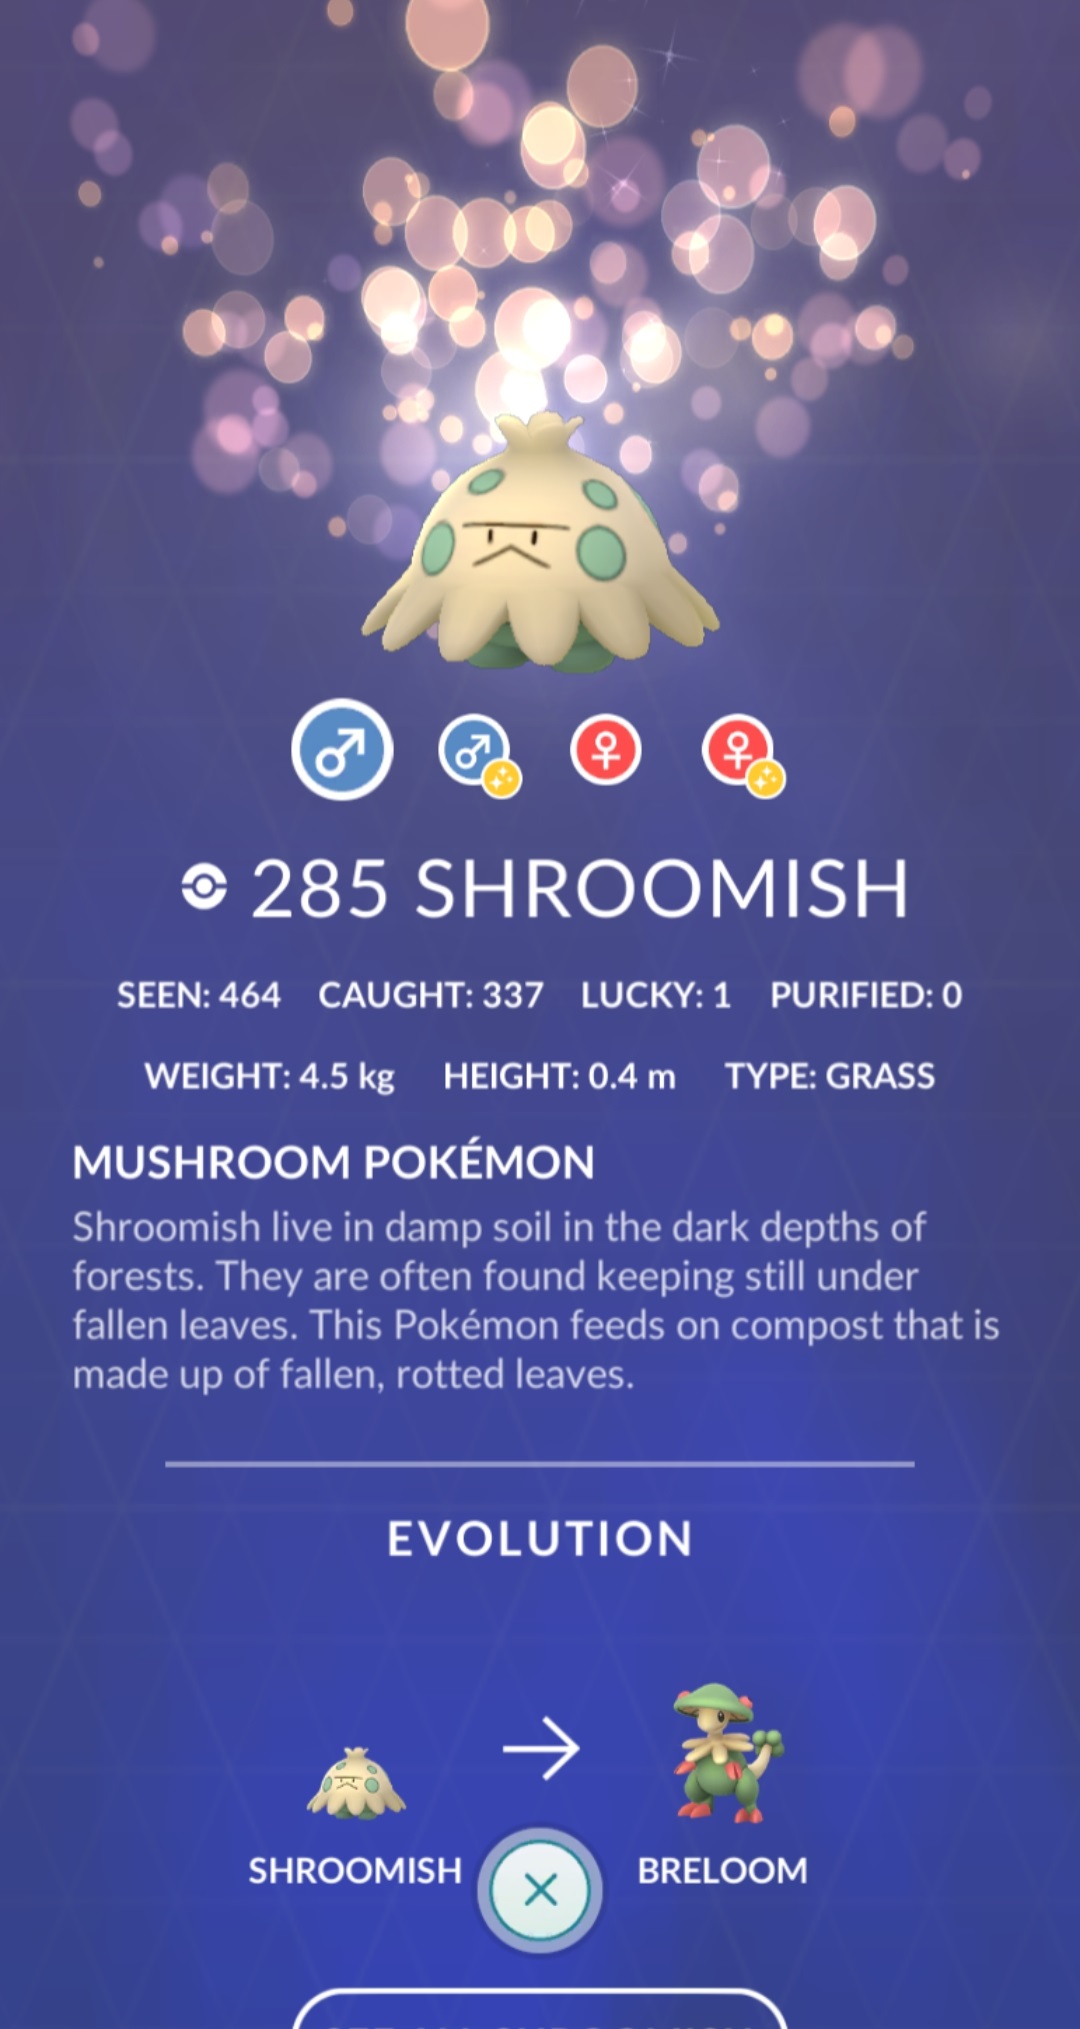 285 SHROOMISH
SEEN: 464 CAUGHT: 337 LUCKY: 1 PURIFIED: 0
WEIGHT: 4.5 kg HEIGHT: 0.4 m TYPE: GRASS
MUSHROOM POKÉMON
Shroomish live in damp soil in the dark depths of
forests. They are often found keeping still under
fallen leaves. This Pokémon feeds on compost that is
made up of fallen, rotted leaves.
EVOLUTION
SHROOMISH BRELOOM